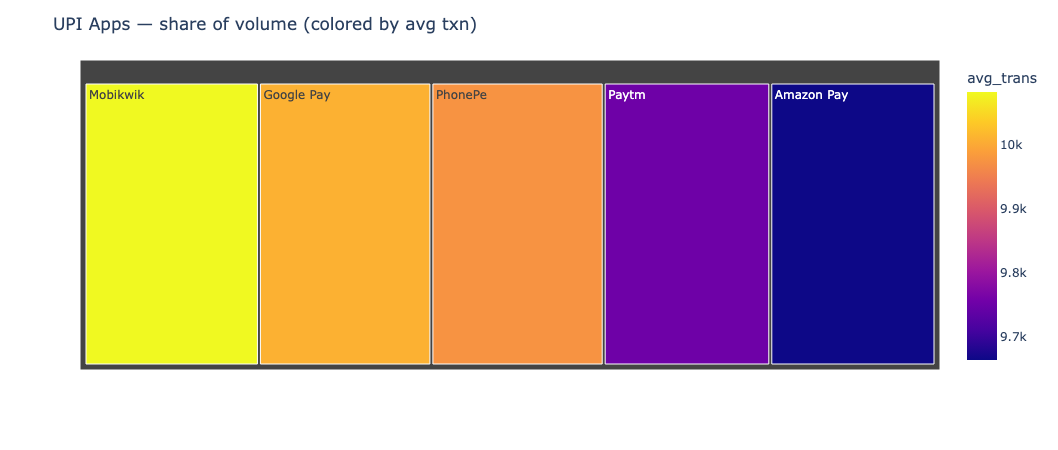 UPI Apps — share of volume (colored by avg txn)
Mobikwik
Google Pay
PhonePe
Paytm
Amazon Pay
avg_trans
10k
9.9k
9.8k
9.7k